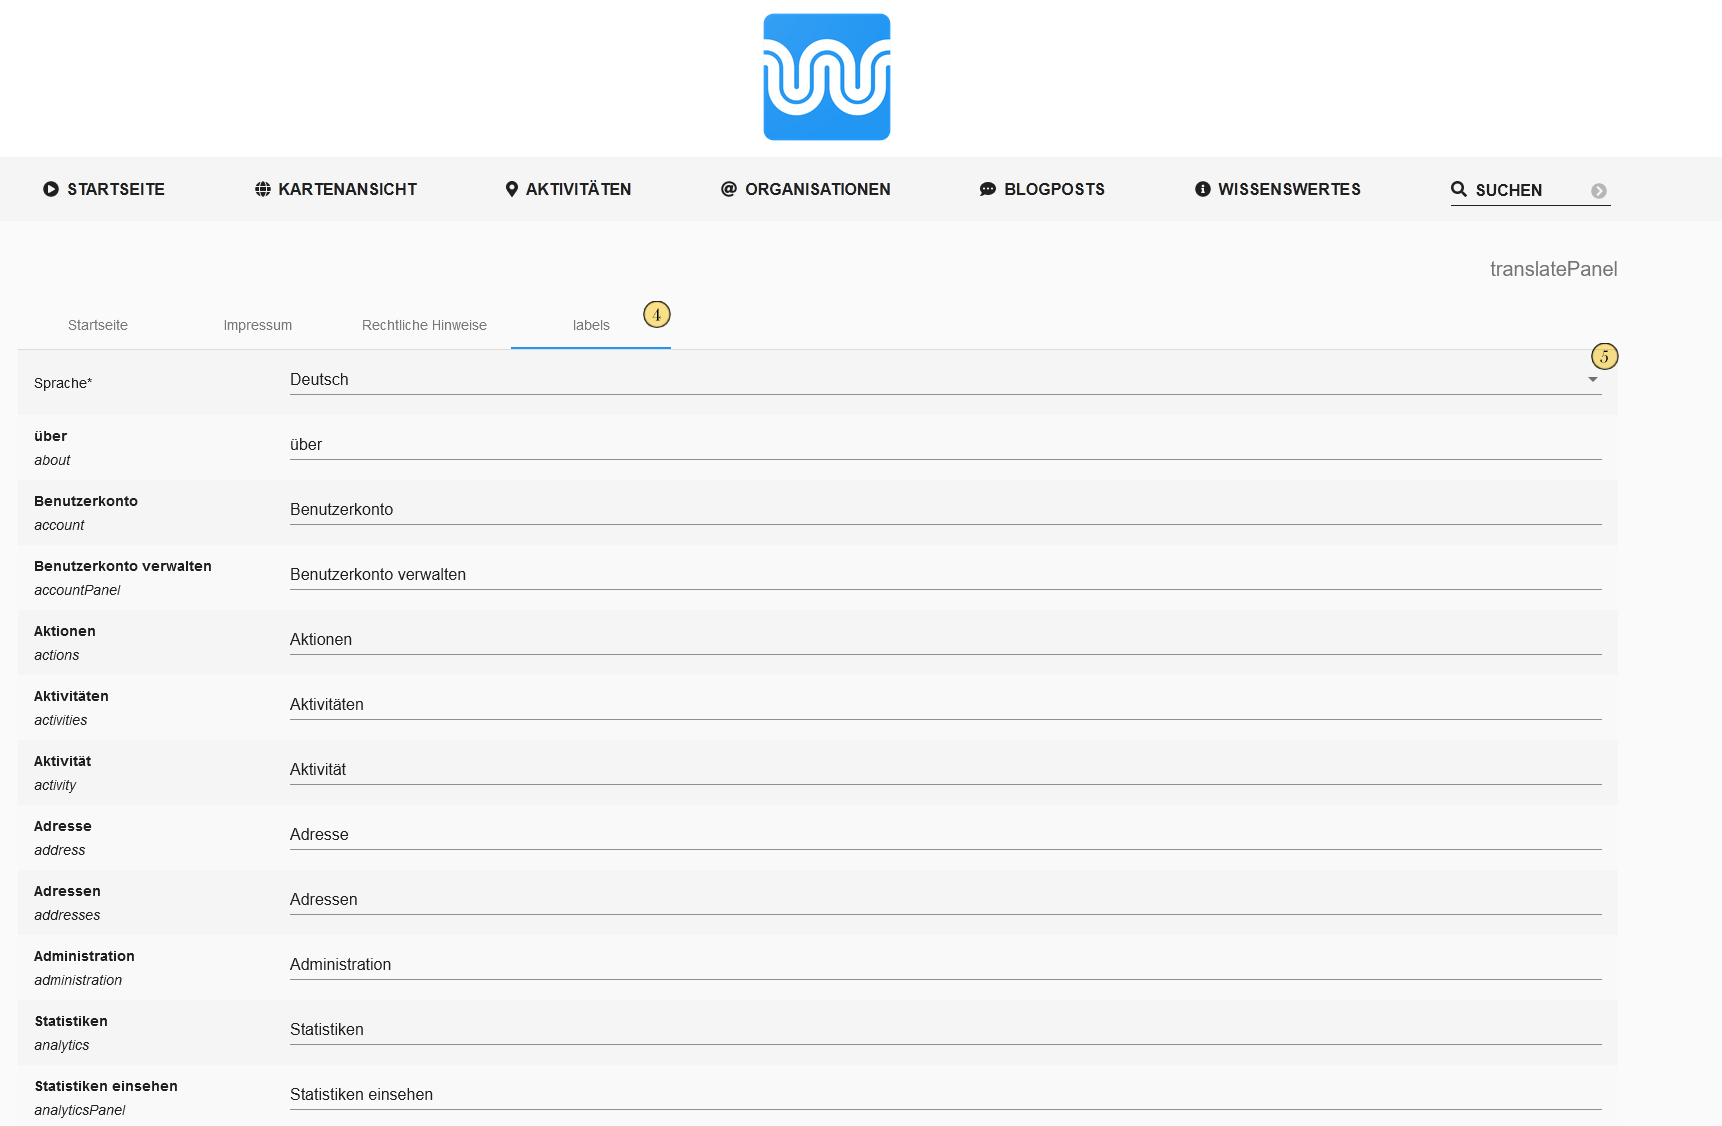 STARTSEITE KARTENANSICHT AKTIVITÄTEN ORGANISATIONEN BLOGPOSTS WISSENSWERTES SUCHEN
translatePanel
Startseite Impressum Rechtliche Hinweise labels 4
5
Sprache* Deutsch
über
about
über
Benutzerkonto
account
Benutzerkonto
Benutzerkonto verwalten
accountPanel
Benutzerkonto verwalten
Aktionen
actions
Aktionen
Aktivitäten
activities
Aktivitäten
Aktivität
activity
Aktivität
Adresse
address
Adresse
Adressen
addresses
Adressen
Administration
administration
Administration
Statistiken
analytics
Statistiken
Statistiken einsehen
analyticsPanel
Statistiken einsehen